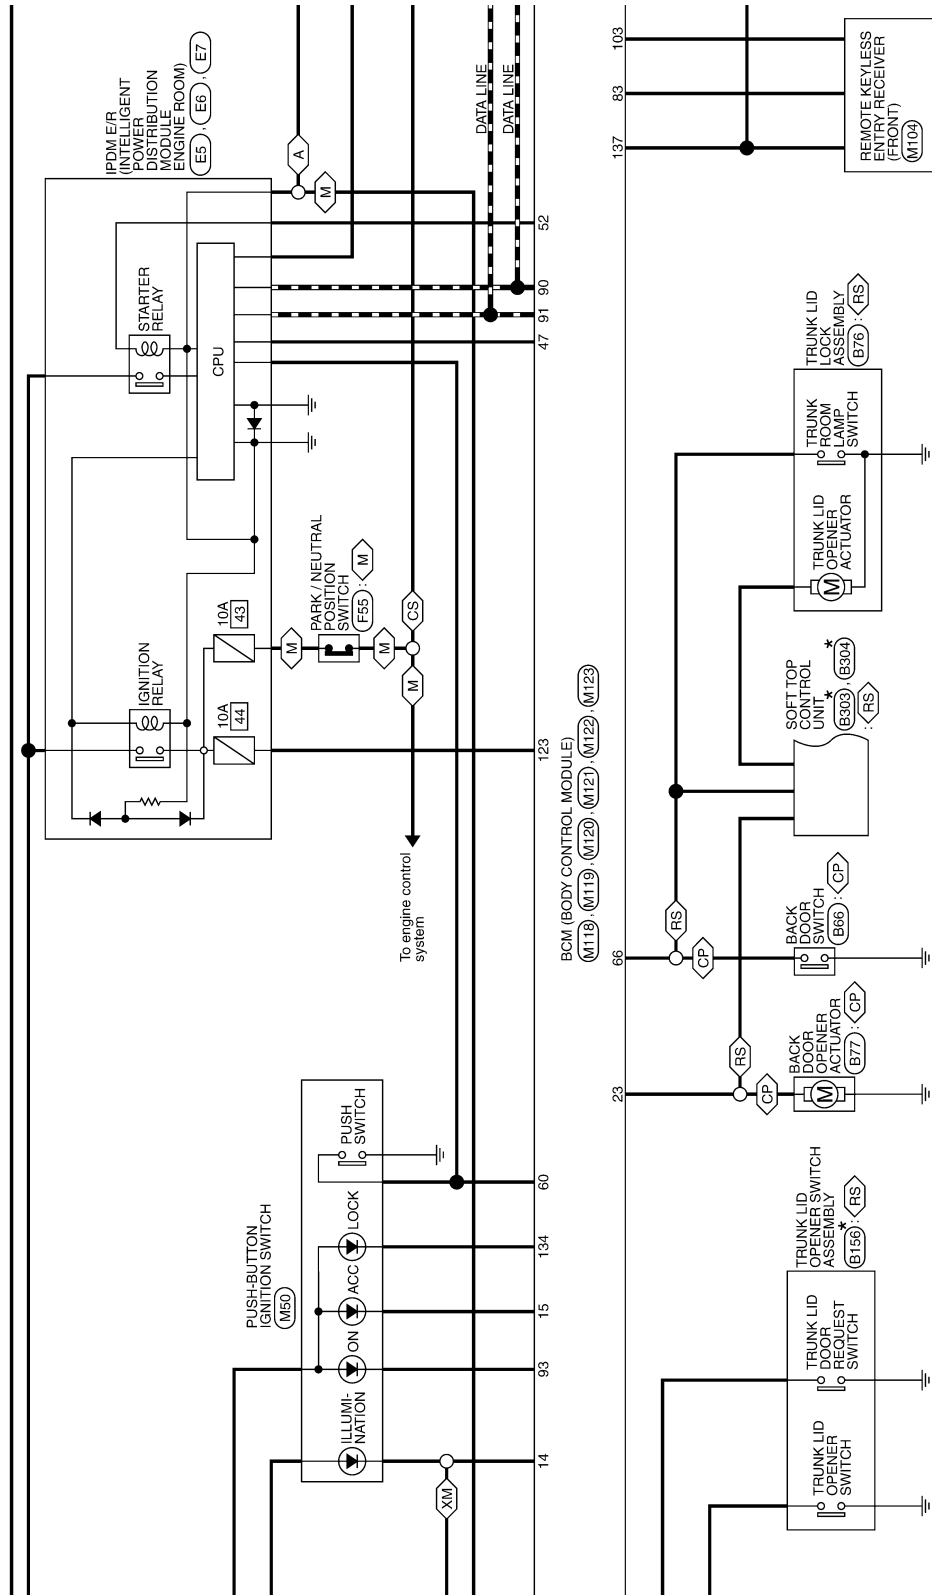 IPDM E/R
(INTELLIGENT
POWER
DISTRIBUTION
MODULE
ENGINE ROOM)
E5 , E6 , E7
A
M
DATA LINE
DATA LINE
STARTER
RELAY
CPU
52
90
91
47
IGNITION
RELAY
10A
43
10A
44
M
PARK / NEUTRAL
POSITION
SWITCH
F55 : M
M
CS
M
123
To engine control
system
PUSH-BUTTON
IGNITION SWITCH
M50
ILLUMI-
NATION
ON
ACC
LOCK
PUSH
SWITCH
XM
14
93
15
134
60
BCM (BODY CONTROL MODULE)
M118 , M119 , M120 , M121 , M122 , M123
103
83
137
REMOTE KEYLESS
ENTRY RECEIVER
(FRONT)
M104
TRUNK LID
LOCK
ASSEMBLY
B76 : RS
TRUNK
ROOM
LAMP
SWITCH
TRUNK LID
OPENER
ACTUATOR
M
SOFT TOP
CONTROL
UNIT
B303* , B304*
: RS
66
RS
CP
BACK
DOOR
SWITCH
B66 : CP
23
RS
CP
BACK
DOOR
OPENER
ACTUATOR
B77 : CP
M
TRUNK LID
OPENER SWITCH
ASSEMBLY
B156* : RS
TRUNK LID
DOOR
REQUEST
SWITCH
TRUNK LID
OPENER
SWITCH